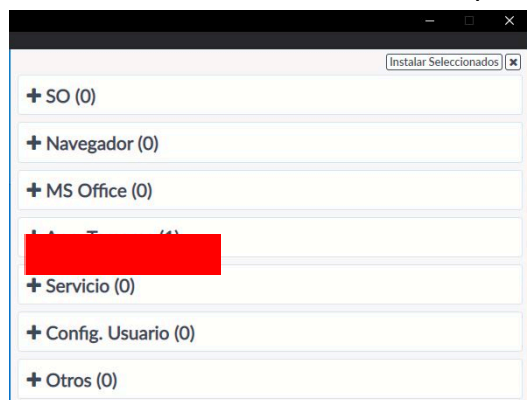 Instalar Seleccionados
+ SO (0)
+ Navegador (0)
+ MS Office (0)
+ Servicio (0)
+ Config. Usuario (0)
+ Otros (0)